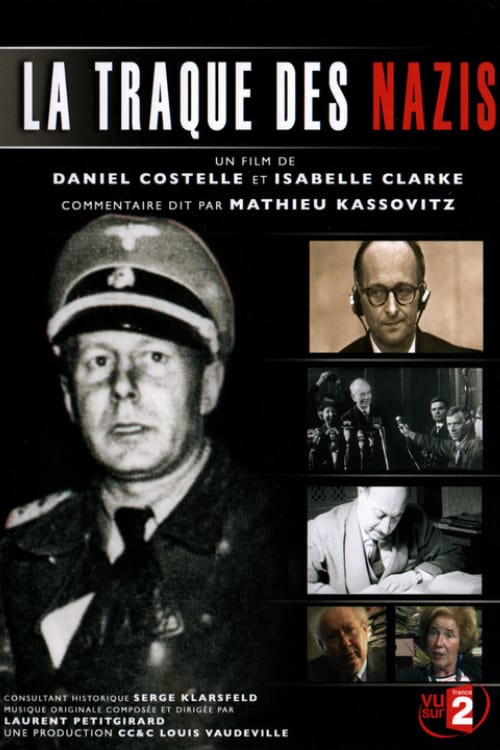 LA TRAQUE DES NAZIS
UN FILM DE
DANIEL COSTELLE ET ISABELLE CLARKE
COMMENTAIRE DIT PAR MATHIEU KASSOVITZ
CONSULTANT HISTORIQUE SERGE KLARSFELD
MUSIQUE ORIGINALE COMPOSÉE ET DIRIGÉE PAR
LAURENT PETITGIRARD
UNE PRODUCTION CC&C LOUIS VAUDEVILLE
vu
sur
france
2